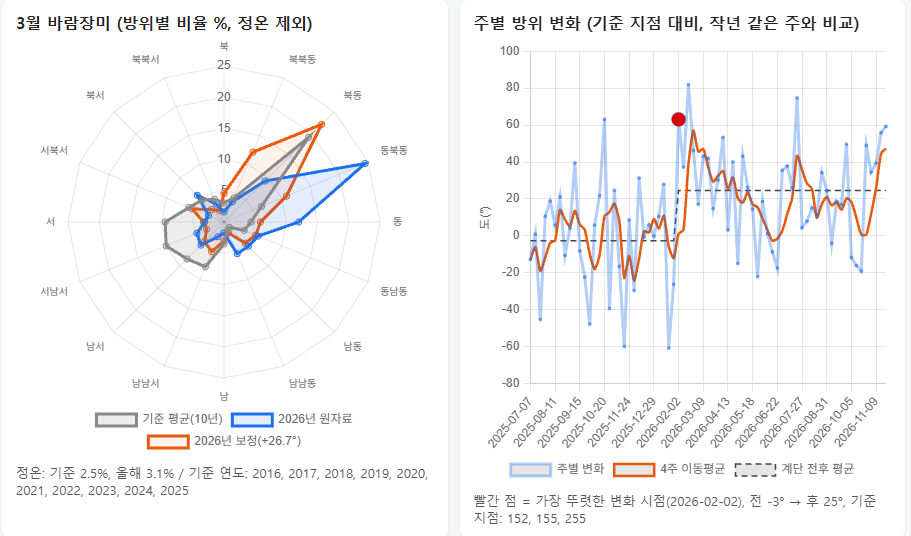 3월 바람장미 (방위별 비율 %, 정온 제외)
북
북북서
북북동
25
20
15
10
5
북서
북동
서북서
동북동
서
동
서남서
동남동
남서
남동
남남서
남남동
남
기준 평균(10년)
2026년 원자료
2026년 보정(+26.7°)
정온: 기준 2.5%, 올해 3.1% / 기준 연도: 2016, 2017, 2018, 2019, 2020,
2021, 2022, 2023, 2024, 2025
주별 방위 변화 (기준 지점 대비, 작년 같은 주와 비교)
100
80
60
40
20
0
-20
-40
-60
-80
도(°)
2025-07-07
2025-08-11
2025-09-15
2025-10-20
2025-11-24
2025-12-29
2026-02-02
2026-03-09
2026-04-13
2026-05-18
2026-06-22
2026-07-27
2026-08-31
2026-10-05
2026-11-09
주별 변화
4주 이동평균
계단 전후 평균
빨간 점 = 가장 뚜렷한 변화 시점(2026-02-02), 전 -3° → 후 25°, 기준
지점: 152, 155, 255